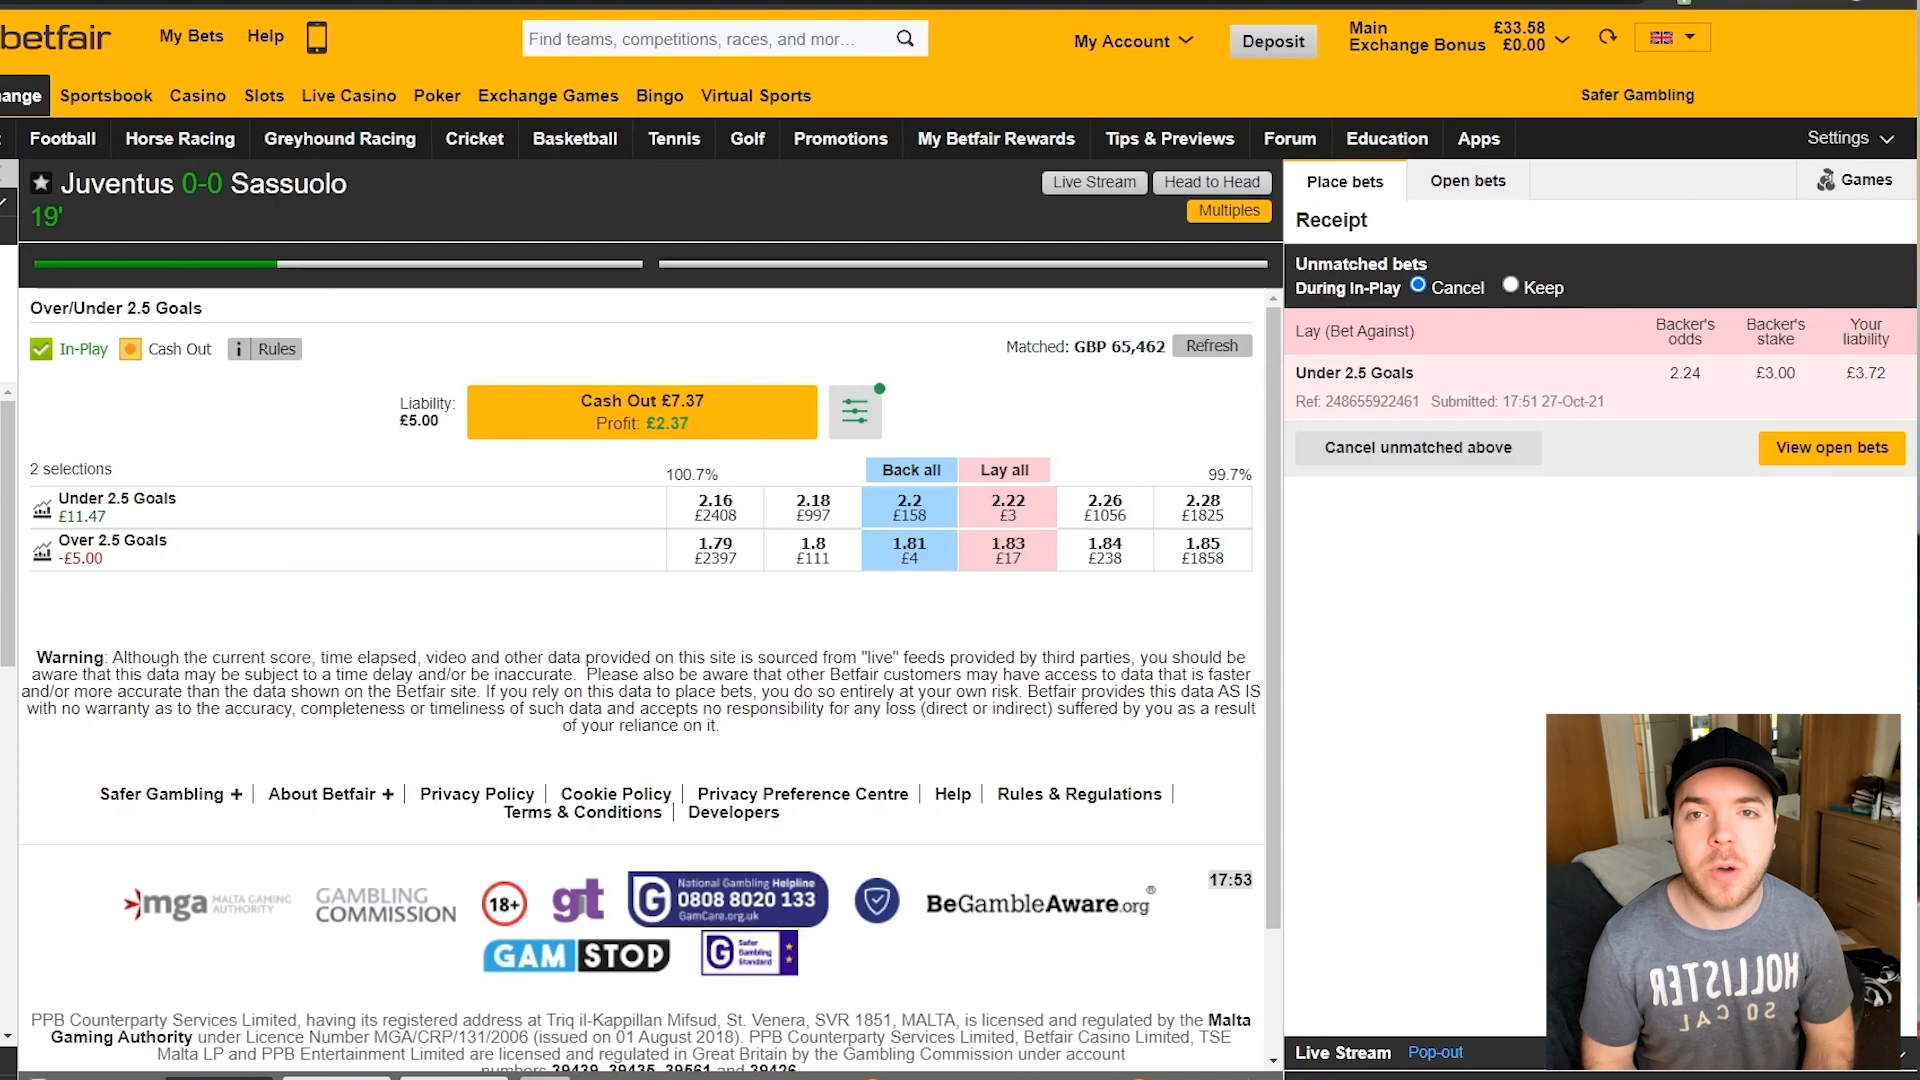 betfair
My Bets
Help
Find teams, competitions, races, and mor...
My Account
Deposit
Main £33.58
Exchange Bonus £0.00
ange
Sportsbook
Casino
Slots
Live Casino
Poker
Exchange Games
Bingo
Virtual Sports
Safer Gambling
Football
Horse Racing
Greyhound Racing
Cricket
Basketball
Tennis
Golf
Promotions
My Betfair Rewards
Tips & Previews
Forum
Education
Apps
Settings
Juventus 0-0 Sassuolo
19'
Live Stream
Head to Head
Multiples
Over/Under 2.5 Goals
In-Play
Cash Out
i Rules
Matched: GBP 65,462
Refresh
Liability:
£5.00
Cash Out £7.37
Profit: £2.37
2 selections
100.7%
Back all
Lay all
99.7%
Under 2.5 Goals
£11.47
2.16 2.18 2.2 2.22 2.26 2.28
£2408 £997 £158 £3 £1056 £1825
Over 2.5 Goals
-£5.00
1.79 1.8 1.81 1.83 1.84 1.85
£2397 £111 £4 £17 £238 £1858
Warning: Although the current score, time elapsed, video and other data provided on this site is sourced from "live" feeds provided by third parties, you should be
aware that this data may be subject to a time delay and/or be inaccurate. Please also be aware that other Betfair customers may have access to data that is faster
and/or more accurate than the data shown on the Betfair site. If you rely on this data to place bets, you do so entirely at your own risk. Betfair provides this data AS IS
with no warranty as to the accuracy, completeness or timeliness of such data and accepts no responsibility for any loss (direct or indirect) suffered by you as a result
of your reliance on it.
Safer Gambling +
About Betfair +
Privacy Policy
Cookie Policy
Privacy Preference Centre
Help
Rules & Regulations
Terms & Conditions
Developers
17:53
mga MALTA GAMING AUTHORITY
GAMBLING COMMISSION
18+
gt
National Gambling Helpline
0808 8020 133
GamCare.org.uk
BeGambleAware.org®
GAMSTOP
Safer Gambling Standard
PPB Counterparty Services Limited, having its registered address at Triq il-Kappillan Mifsud, St. Venera, SVR 1851, MALTA, is licensed and regulated by the Malta
Gaming Authority under Licence Number MGA/CRP/131/2006 (issued on 01 August 2018). PPB Counterparty Services Limited, Betfair Casino Limited, TSE
Malta LP and PPB Entertainment Limited are licensed and regulated in Great Britain by the Gambling Commission under account
numbers 39439, 39435, 39561 and 39426
Place bets
Open bets
Games
Receipt
Unmatched bets
During In-Play Cancel Keep
Lay (Bet Against)
Backer's odds
Backer's stake
Your liability
Under 2.5 Goals 2.24 £3.00 £3.72
Ref: 248655922461 Submitted: 17:51 27-Oct-21
Cancel unmatched above
View open bets
HOLLISTER
SO CAL
Live Stream
Pop-out